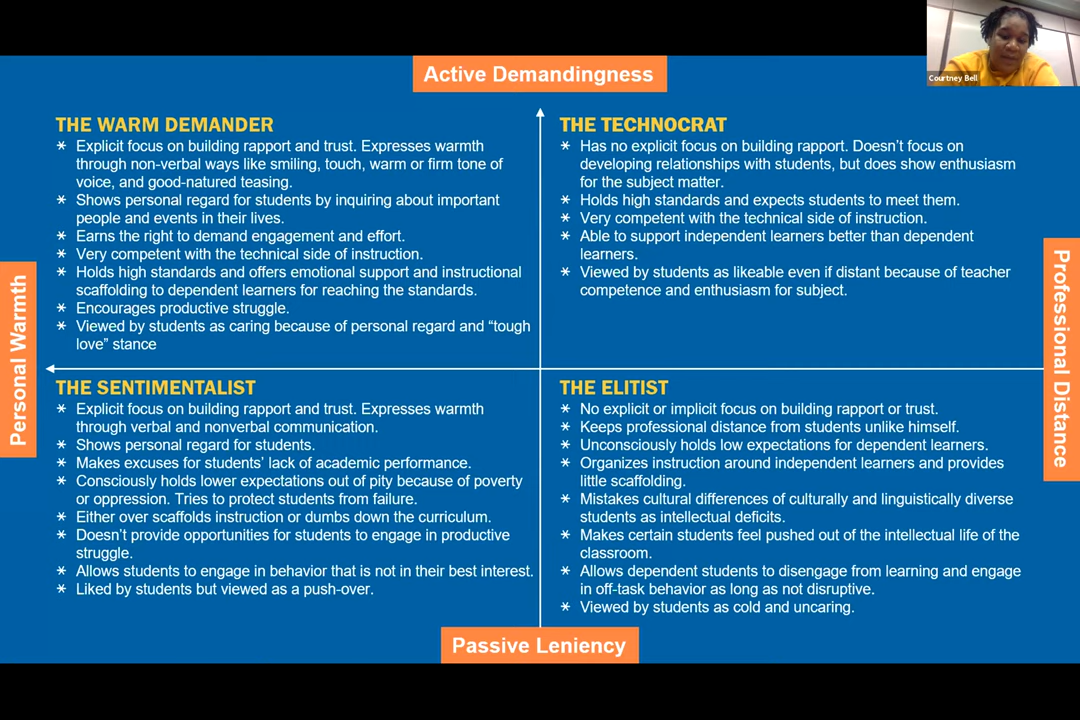 Active Demandingness
Courtney Bell
THE WARM DEMANDER
* Explicit focus on building rapport and trust. Expresses warmth
through non-verbal ways like smiling, touch, warm or firm tone of
voice, and good-natured teasing.
* Shows personal regard for students by inquiring about important
people and events in their lives.
* Earns the right to demand engagement and effort.
* Very competent with the technical side of instruction.
* Holds high standards and offers emotional support and instructional
scaffolding to dependent learners for reaching the standards.
* Encourages productive struggle.
* Viewed by students as caring because of personal regard and “tough
love” stance
THE TECHNOCRAT
* Has no explicit focus on building rapport. Doesn’t focus on
developing relationships with students, but does show enthusiasm
for the subject matter.
* Holds high standards and expects students to meet them.
* Very competent with the technical side of instruction.
* Able to support independent learners better than dependent
learners.
* Viewed by students as likeable even if distant because of teacher
competence and enthusiasm for subject.
Personal Warmth
Professional Distance
THE SENTIMENTALIST
* Explicit focus on building rapport and trust. Expresses warmth
through verbal and nonverbal communication.
* Shows personal regard for students.
* Makes excuses for students’ lack of academic performance.
* Consciously holds lower expectations out of pity because of poverty
or oppression. Tries to protect students from failure.
* Either over scaffolds instruction or dumbs down the curriculum.
* Doesn’t provide opportunities for students to engage in productive
struggle.
* Allows students to engage in behavior that is not in their best interest.
* Liked by students but viewed as a push-over.
THE ELITIST
* No explicit or implicit focus on building rapport or trust.
* Keeps professional distance from students unlike himself.
* Unconsciously holds low expectations for dependent learners.
* Organizes instruction around independent learners and provides
little scaffolding.
* Mistakes cultural differences of culturally and linguistically diverse
students as intellectual deficits.
* Makes certain students feel pushed out of the intellectual life of the
classroom.
* Allows dependent students to disengage from learning and engage
in off-task behavior as long as not disruptive.
* Viewed by students as cold and uncaring.
Passive Leniency